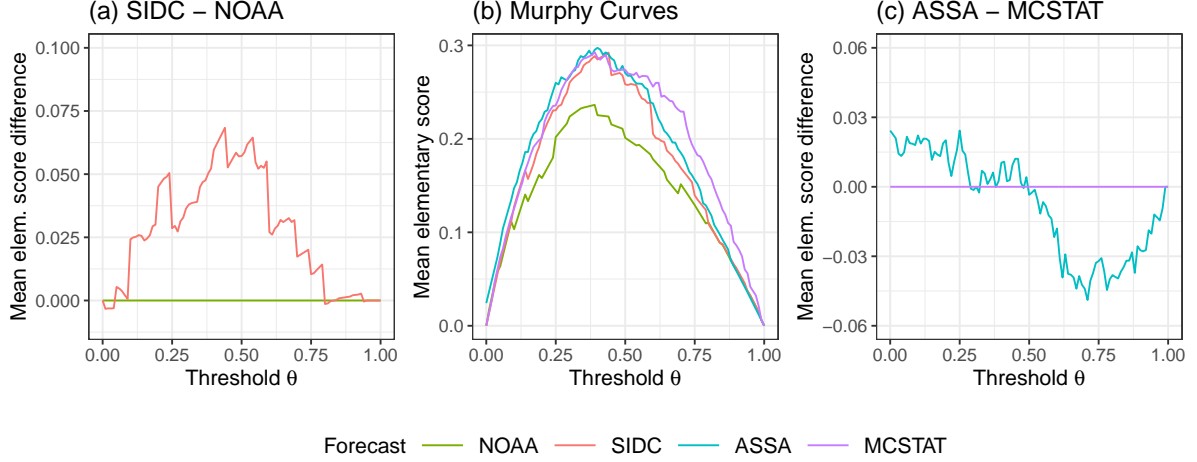 (a) SIDC − NOAA
Mean elem. score difference
0.100
0.075
0.050
0.025
0.000
0.00 0.25 0.50 0.75 1.00
Threshold θ
(b) Murphy Curves
Mean elementary score
0.3
0.2
0.1
0.0
0.00 0.25 0.50 0.75 1.00
Threshold θ
(c) ASSA − MCSTAT
Mean elem. score difference
0.06
0.03
0.00
−0.03
−0.06
0.00 0.25 0.50 0.75 1.00
Threshold θ
Forecast NOAA SIDC ASSA MCSTAT